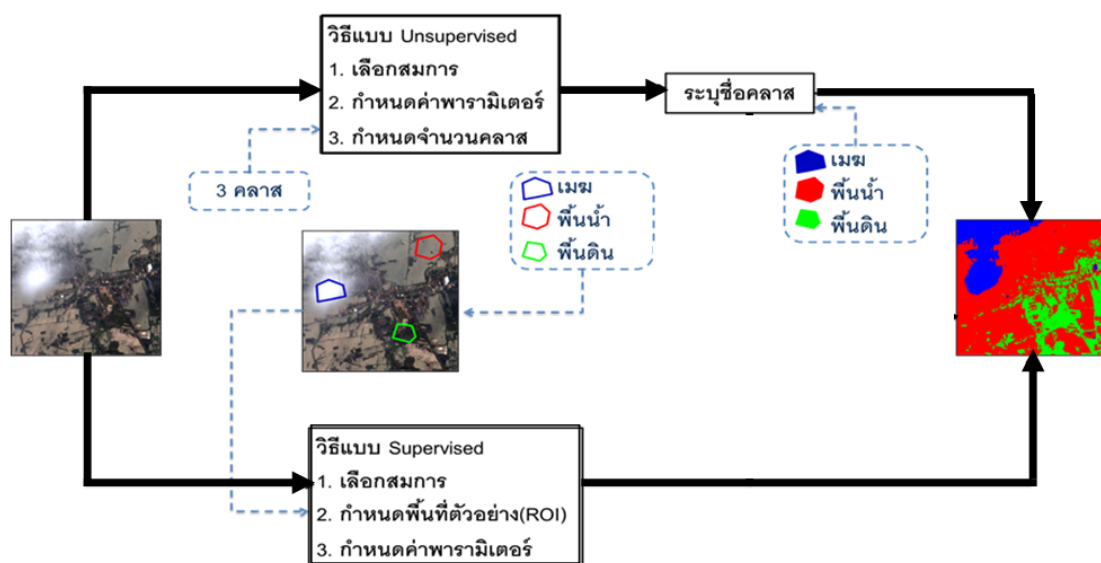 วิธีแบบ Unsupervised
1. เลือกสมการ
2. กำหนดค่าพารามิเตอร์
3. กำหนดจำนวนคลาส
ระบุชื่อคลาส
3 คลาส
เมฆ
พื้นน้ำ
พื้นดิน
เมฆ
พื้นน้ำ
พื้นดิน
วิธีแบบ Supervised
1. เลือกสมการ
2. กำหนดพื้นที่ตัวอย่าง(ROI)
3. กำหนดค่าพารามิเตอร์